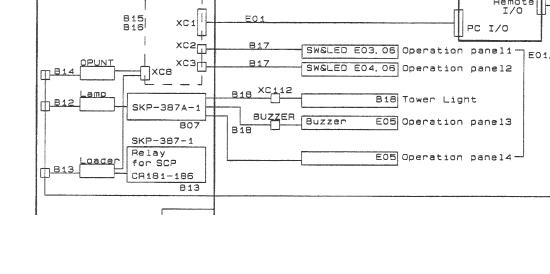 Remote
I/O
B15
B16
XC1
E01
PC I/O
XC2
B17
SW&LED E03, 06
Operation panel1
E01
XC3
B17
SW&LED E04, 06
Operation panel2
OPUNT
B14
XC8
Lamp
B12
SKP-387A-1
B07
B18
XC112
B18
Tower Light
BUZZER
B18
Buzzer
E05
Operation panel3
E05
Operation panel4
SKP-387-1
Relay
for SCP
CR181-186
B13
Loader
B13